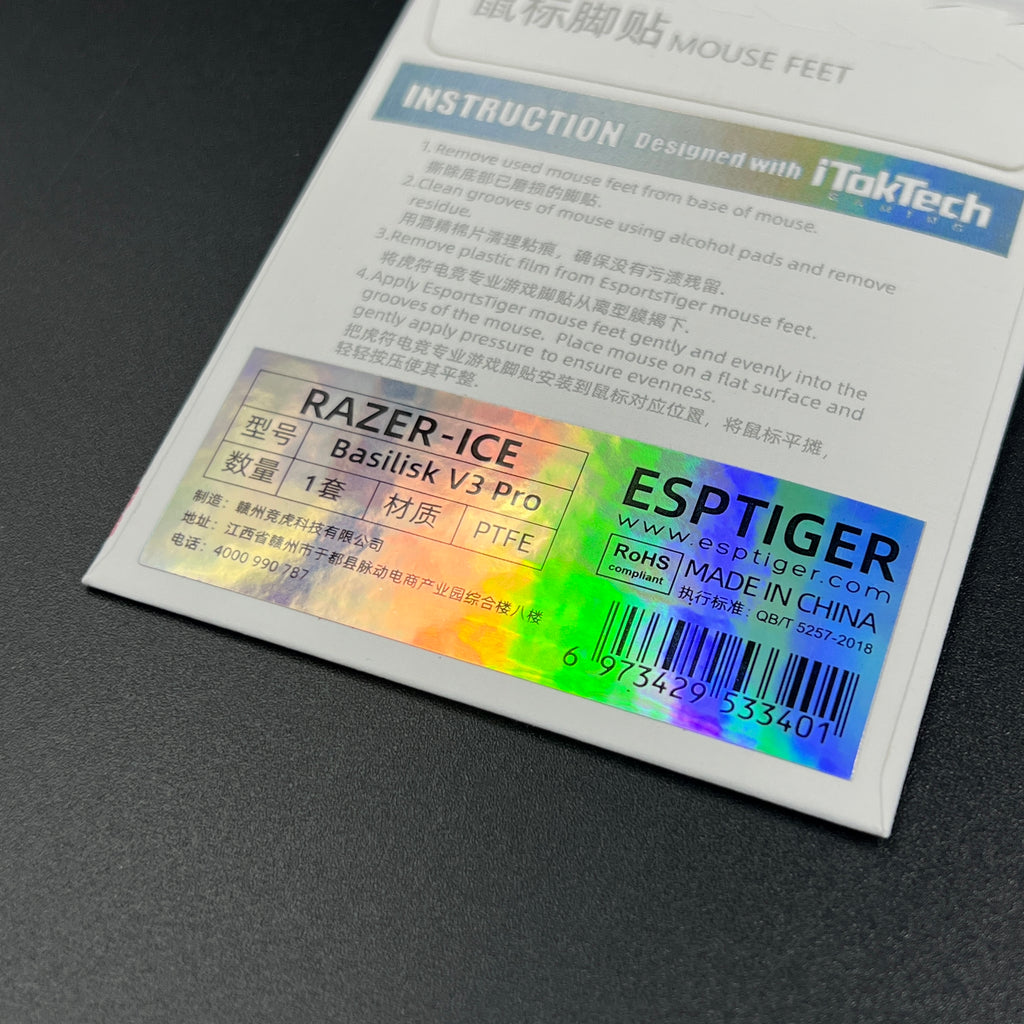 鼠标脚贴 MOUSE FEET
INSTRUCTION Designed with iTakTech
GAMING
1. Remove used mouse feet from base of mouse.
撕除底部已磨损的脚贴.
2.Clean grooves of mouse using alcohol pads and remove
residue.
用酒精棉片清理粘痕，确保没有污渍残留.
3.Remove plastic film from EsportsTiger mouse feet.
将虎符电竞专业游戏脚贴从离型膜揭下.
4.Apply EsportsTiger mouse feet gently and evenly into the
grooves of the mouse. Place mouse on a flat surface and
gently apply pressure to ensure evenness.
把虎符电竞专业游戏脚贴安装到鼠标对应位置，将鼠标平摊，
轻轻按压使其平整.
RAZER-ICE
型号 Basilisk V3 Pro
数量 1套 材质 PTFE
制造：赣州竞虎科技有限公司
地址：江西省赣州市于都县脉动电商产业园综合楼八楼
电话：4000 990 787
ESPTIGER
www.esptiger.com
RoHS
compliant
MADE IN CHINA
执行标准：QB/T 5257-2018
6 973429 533401